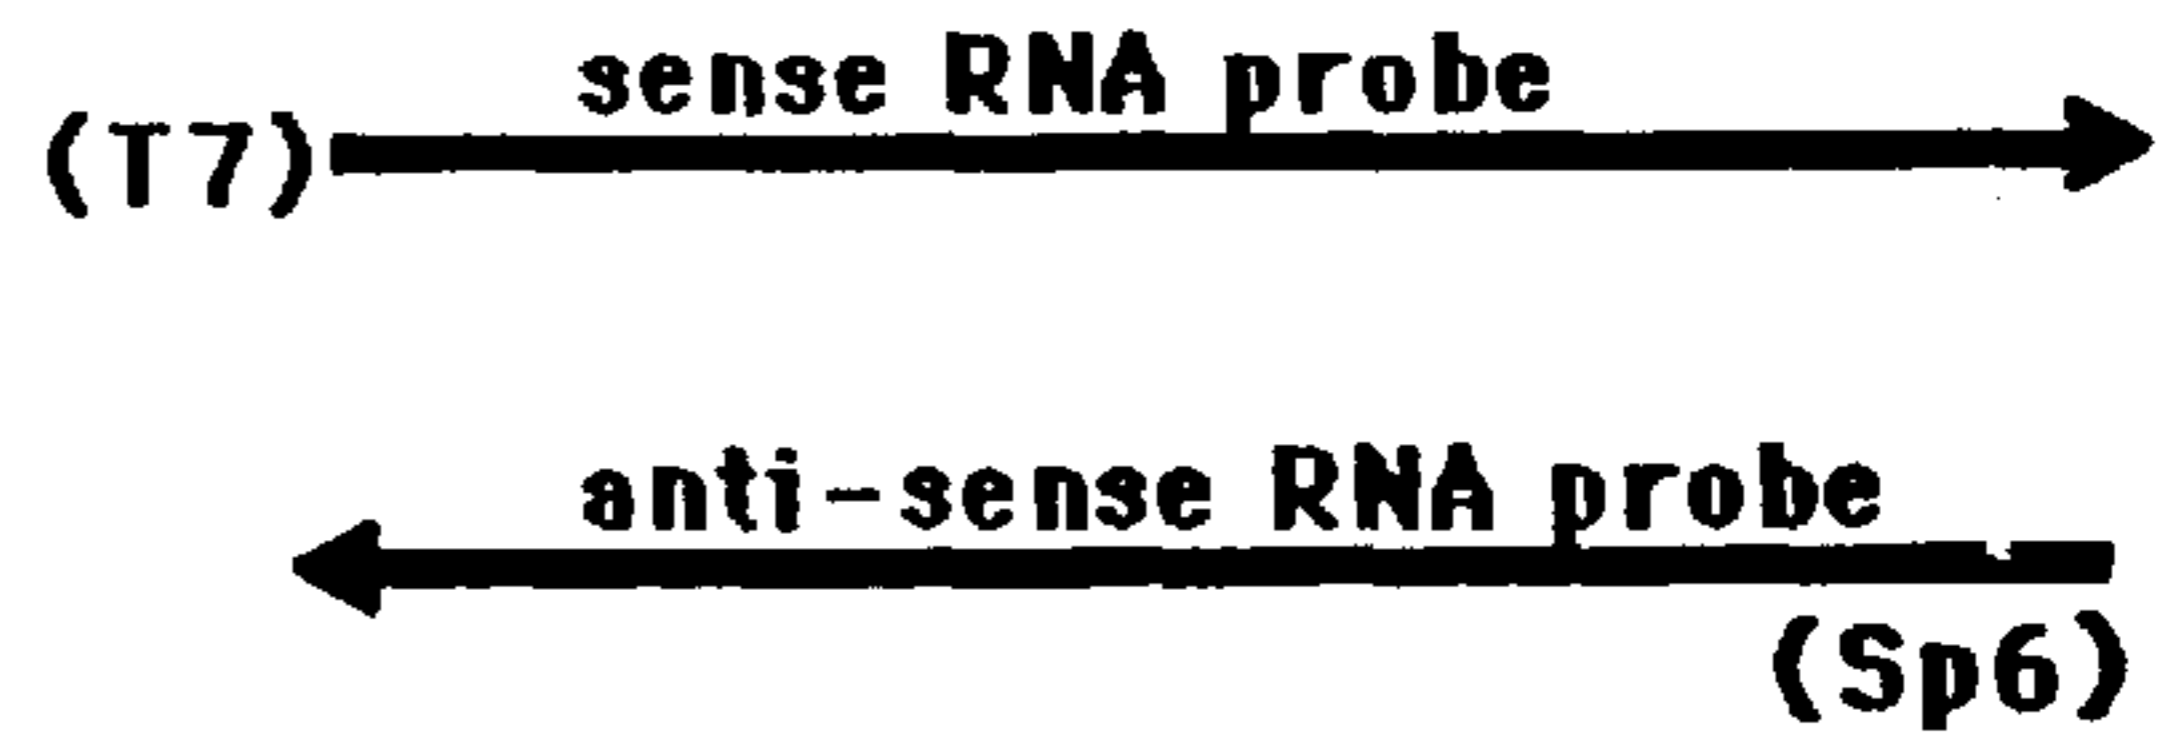 sense RNA probe
(T7)
anti-sense RNA probe
(Sp6)